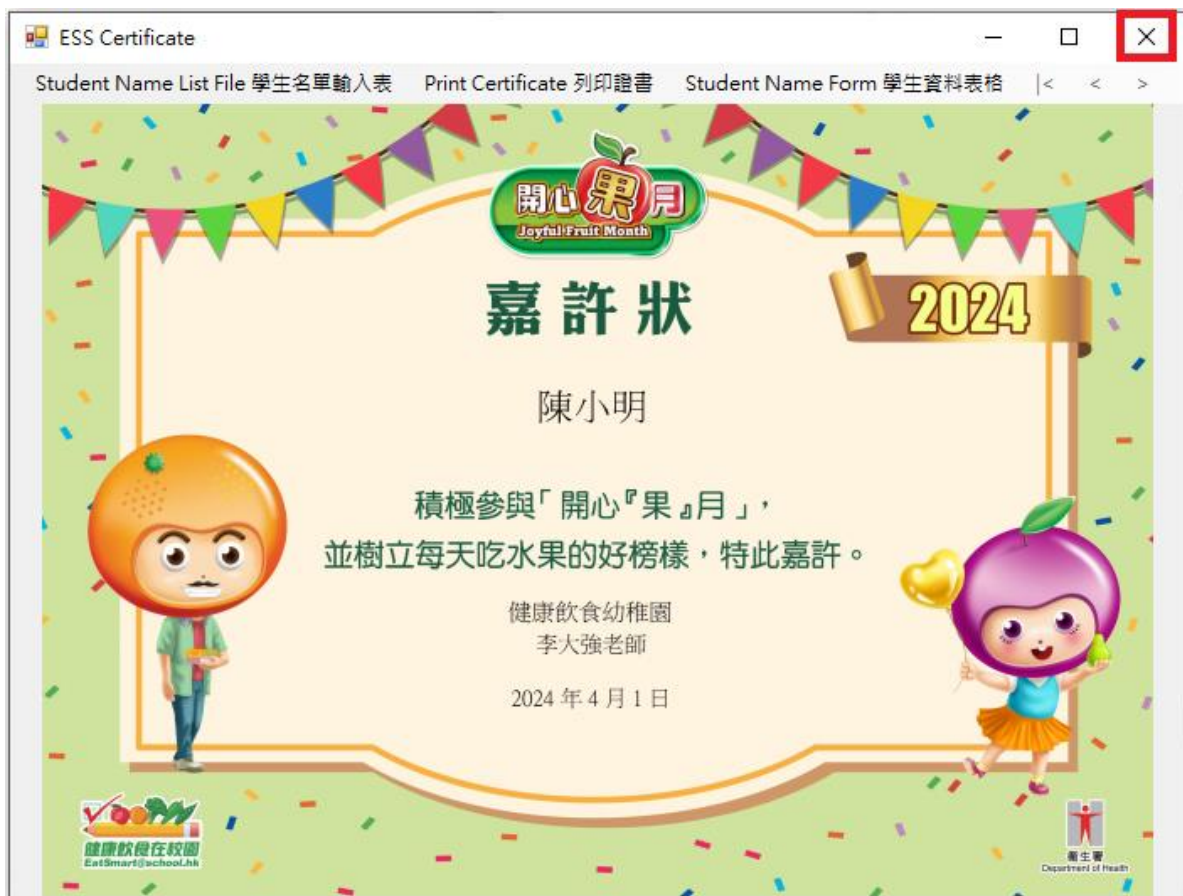 ESS Certificate
Student Name List File 學生名單輸入表 Print Certificate 列印證書 Student Name Form 學生資料表格 |< < >
開心果月
Joyful Fruit Month
嘉許狀
2024
陳小明
積極參與「開心『果』月」，
並樹立每天吃水果的好榜樣，特此嘉許。
健康飲食幼稚園
李大強老師
2024 年 4 月 1 日
健康飲食在校園
EatSmart@school.hk
衞生署
Department of Health